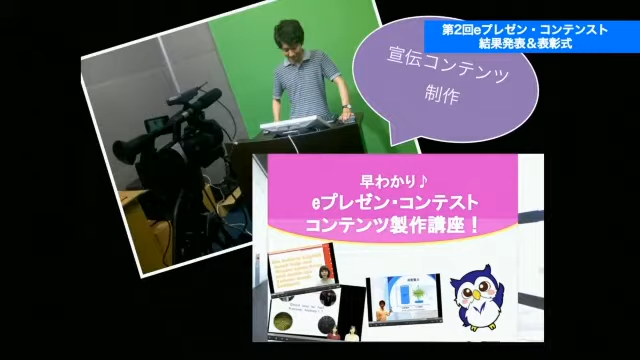 第2回eプレゼン・コンテンスト
結果発表&表彰式
宣伝コンテンツ
制作
早わかり♪
eプレゼン・コンテスト
コンテンツ製作講座!